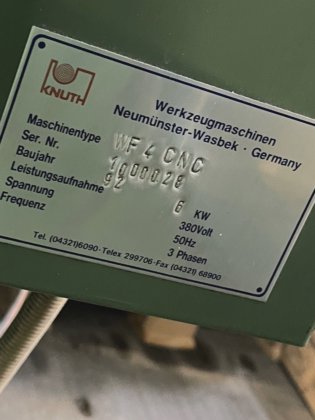 KNUTH
Werkzeugmaschinen
Neumünster-Wasbek · Germany
Maschinentype WF 4 CNC
Ser. Nr. 1000028
Baujahr 92
Leistungsaufnahme 6 KW
Spannung 380Volt
Frequenz 50Hz
3 Phasen
Tel. (04321)6090-Telex 299706-Fax (04321) 68900